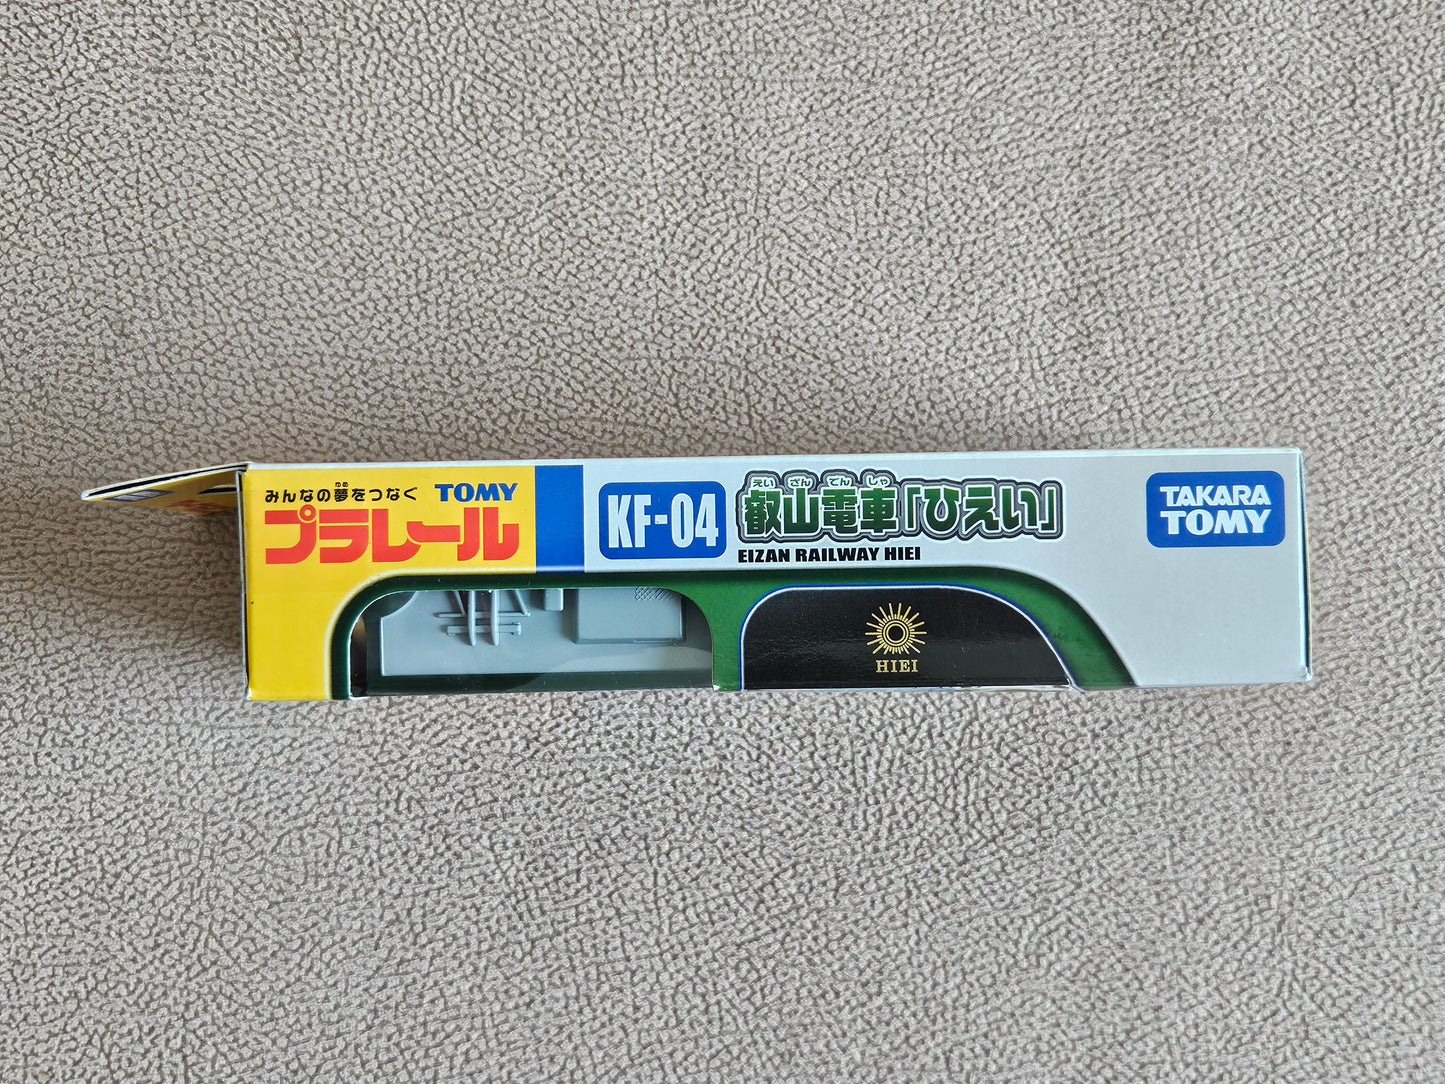 みんなの夢をつなぐ TOMY
ゆめ
プラレール
KF-04
えい ざん でん しゃ
叡山電車「ひえい」
EIZAN RAILWAY HIEI
TAKARA
TOMY
HIEI